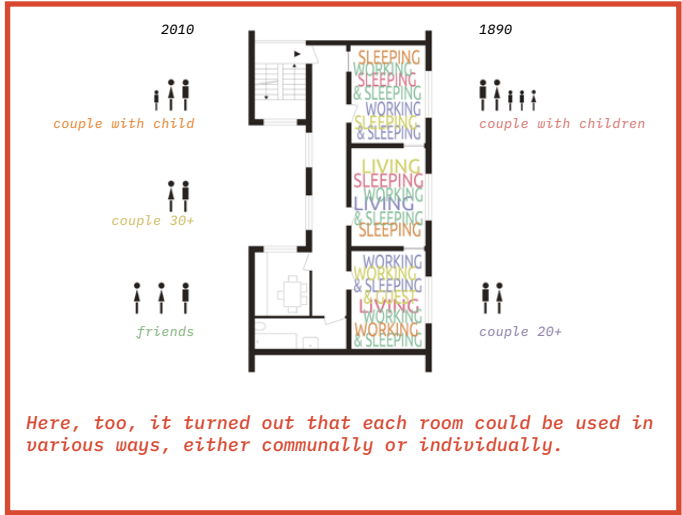 2010
1890
couple with child
couple with children
couple 30+
friends
couple 20+
SLEEPING
WORKING
SLEEPING
& SLEEPING
WORKING
SLEEPING
& SLEEPING
LIVING
SLEEPING
WORKING
LIVING
& SLEEPING
SLEEPING
WORKING
WORKING
& SLEEPING
& GUEST
LIVING
WORKING
WORKING
& SLEEPING
Here, too, it turned out that each room could be used in
various ways, either communally or individually.